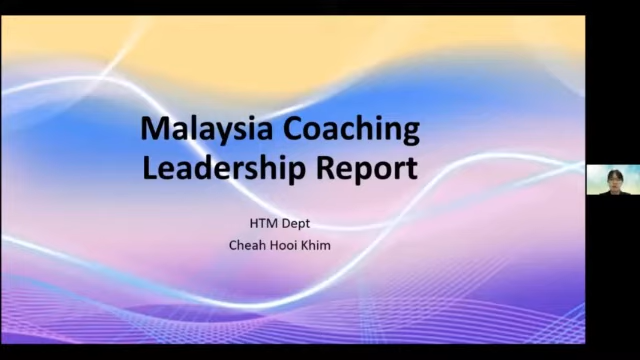 Malaysia Coaching
Leadership Report
HTM Dept
Cheah Hooi Khim